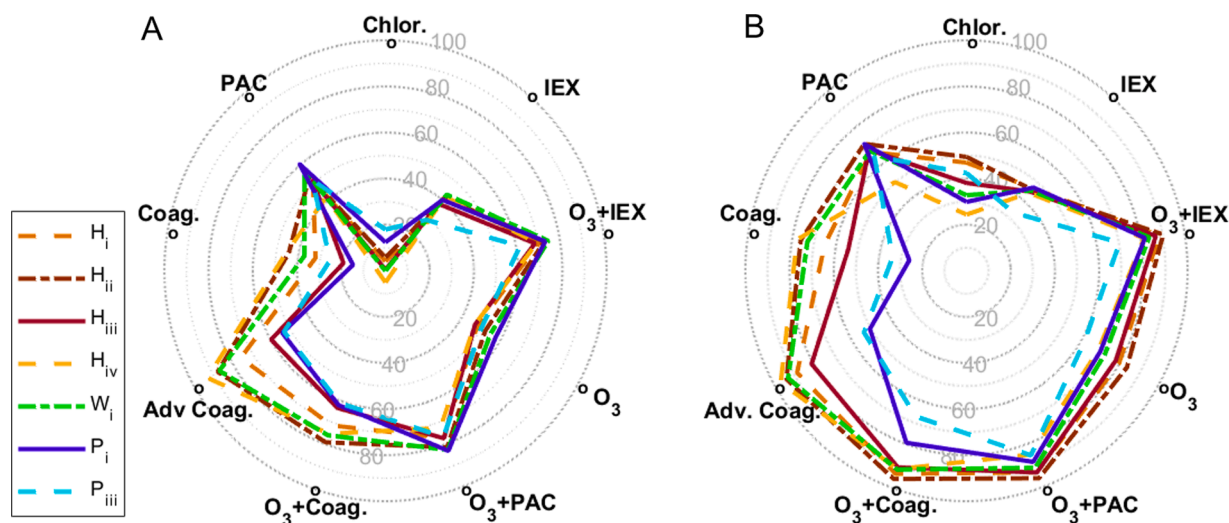 A
Chlor.
100
80
60
40
20
20
40
60
80
PAC
IEX
Coag.
O3+IEX
Adv Coag.
O3
O3+Coag.
O3+PAC
B
Chlor.
100
80
60
40
20
20
40
60
80
PAC
IEX
Coag.
O3+IEX
Adv. Coag.
O3
O3+Coag.
O3+PAC
Hi
Hii
Hiii
Hiv
Wi
Pi
Piii